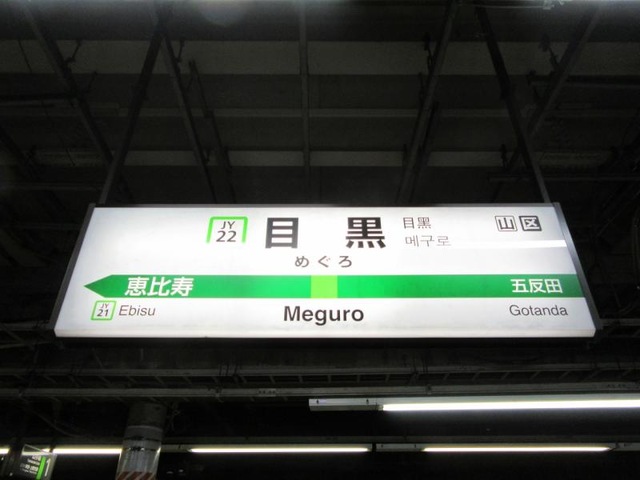 JY
22
目黒
目黒
메구로
山 区
めぐろ
恵比寿
五反田
JY
21
Ebisu
Meguro
Gotanda